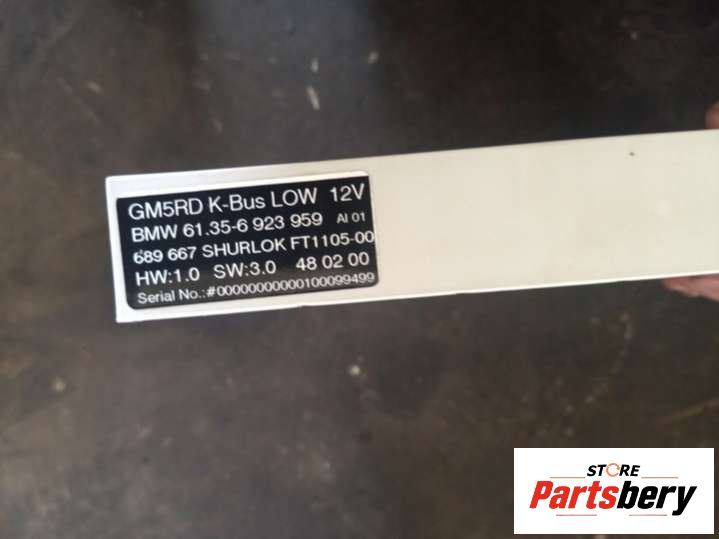 GM5RD K-Bus LOW 12V
BMW 61.35-6 923 959 AI 01
689 667 SHURLOK FT1105-00
HW:1.0 SW:3.0 48 02 00
Serial No.:#00000000000100099499
STORE
Partsbery